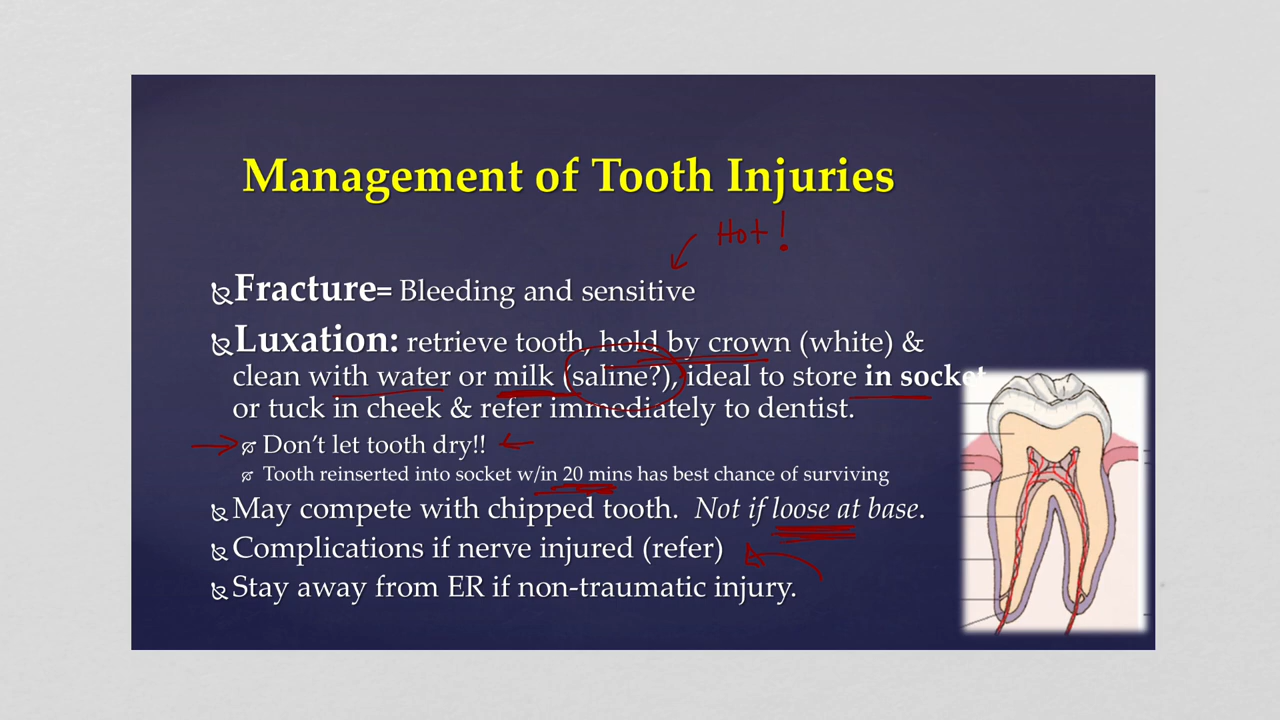 Management of Tooth Injuries
Hot!
Fracture= Bleeding and sensitive
Luxation: retrieve tooth, hold by crown (white) &
clean with water or milk (saline?), ideal to store in socket
or tuck in cheek & refer immediately to dentist.
Don't let tooth dry!!
Tooth reinserted into socket w/in 20 mins has best chance of surviving
May compete with chipped tooth. Not if loose at base.
Complications if nerve injured (refer)
Stay away from ER if non-traumatic injury.